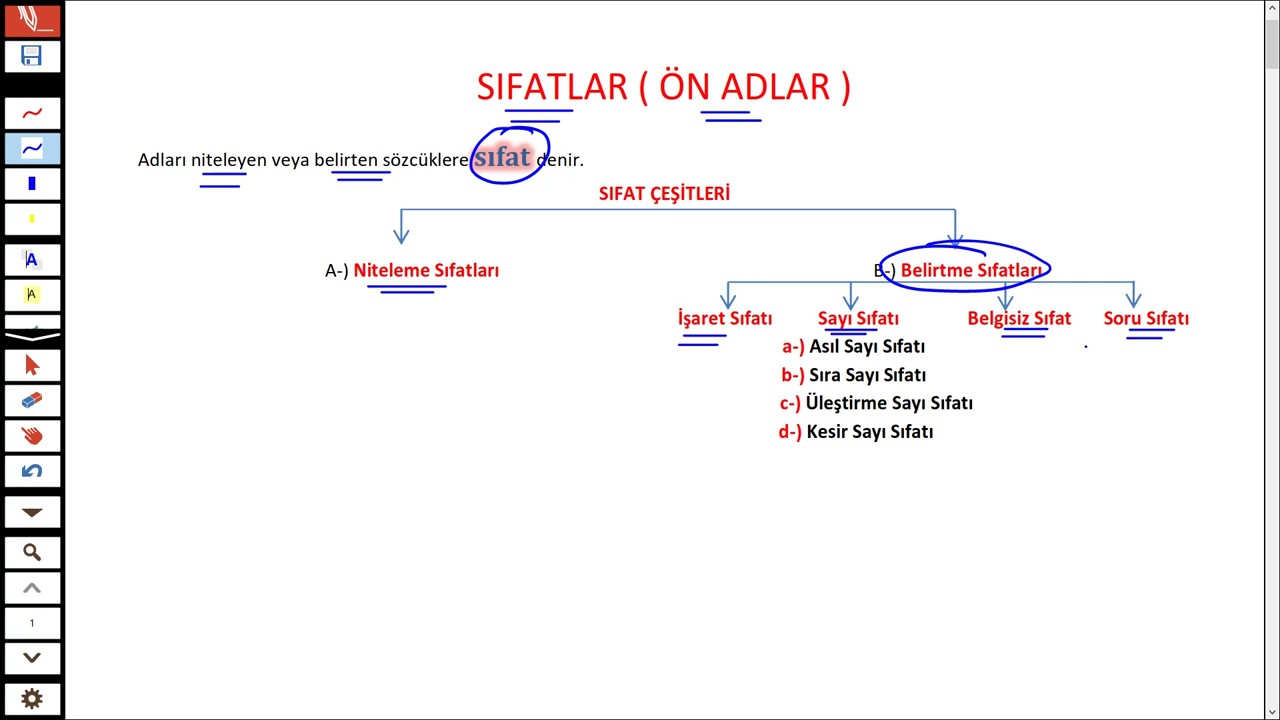 SIFATLAR ( ÖN ADLAR )
Adları niteleyen veya belirten sözcüklere sıfat denir.
SIFAT ÇEŞİTLERİ
A-) Niteleme Sıfatları
B-) Belirtme Sıfatları
İşaret Sıfatı Sayı Sıfatı Belgisiz Sıfat Soru Sıfatı
a-) Asıl Sayı Sıfatı
b-) Sıra Sayı Sıfatı
c-) Üleştirme Sayı Sıfatı
d-) Kesir Sayı Sıfatı
A
A
1